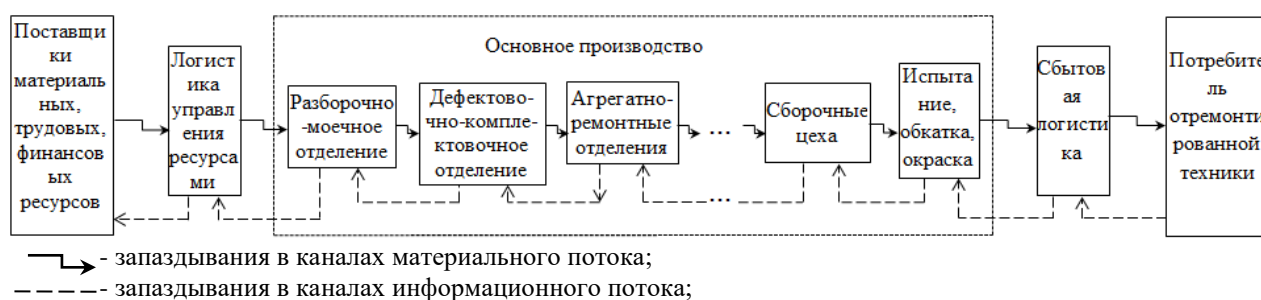 Поставщ
ки
материаль
ных,
трудовых,
финансов
ых
ресурсов
Логист
ика
управл
ения
ресурса
ми
Основное производство
Разборочно
-моечное
отделение
Дефектово-
чно-компле-
ктовочное
отделение
Агрегатно-
ремонтные
отделения
...
...
Сборочные
цеха
Испыта
ние,
обкатка,
окраска
Сбытов
ая
логисти
ка
Потребите
ль
отремонти
рованной
техники
- запаздывания в каналах материального потока;
- запаздывания в каналах информационного потока;